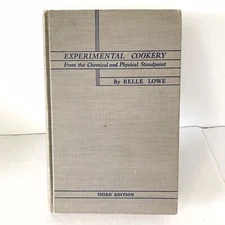 EXPERIMENTAL COOKERY
From the Chemical and Physical Standpoint
By BELLE LOWE
THIRD EDITION